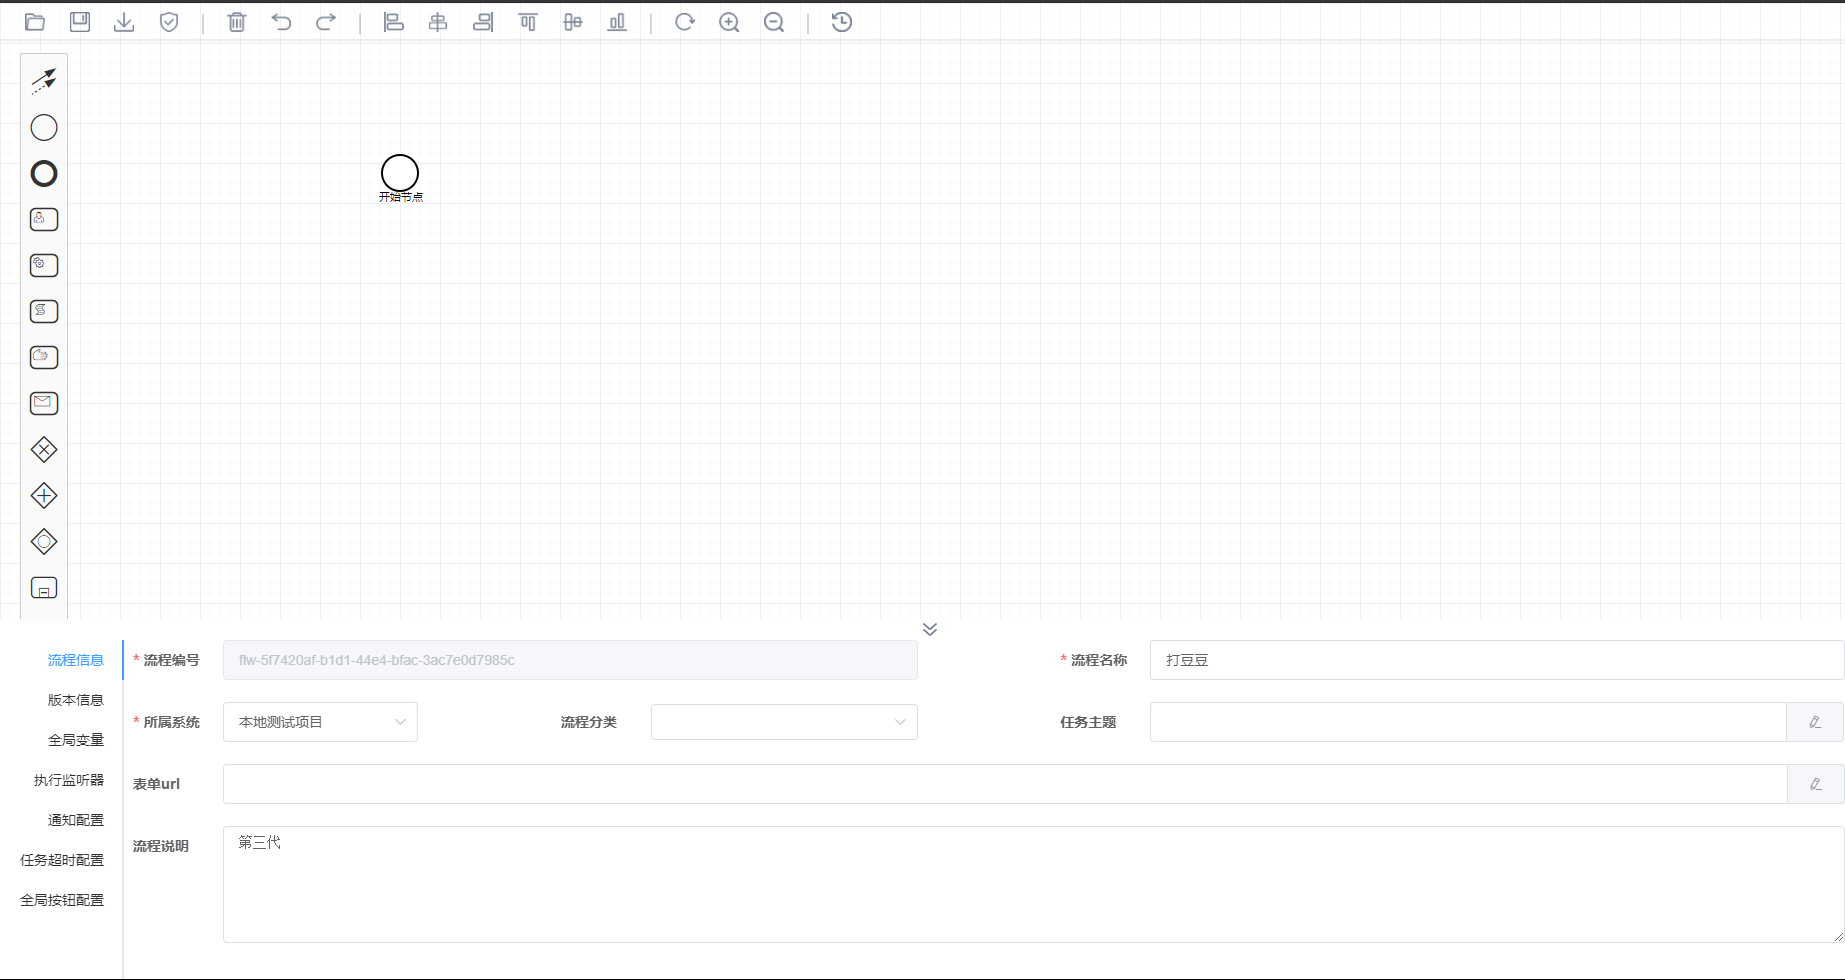 开始节点
流程信息
版本信息
全局变量
执行监听器
通知配置
任务超时配置
全局按钮配置
* 流程编号 flw-5f7420af-b1d1-44e4-bfac-3ac7e0d7985c * 流程名称 打豆豆
* 所属系统 本地测试项目 流程分类 任务主题
表单url
流程说明 第三代